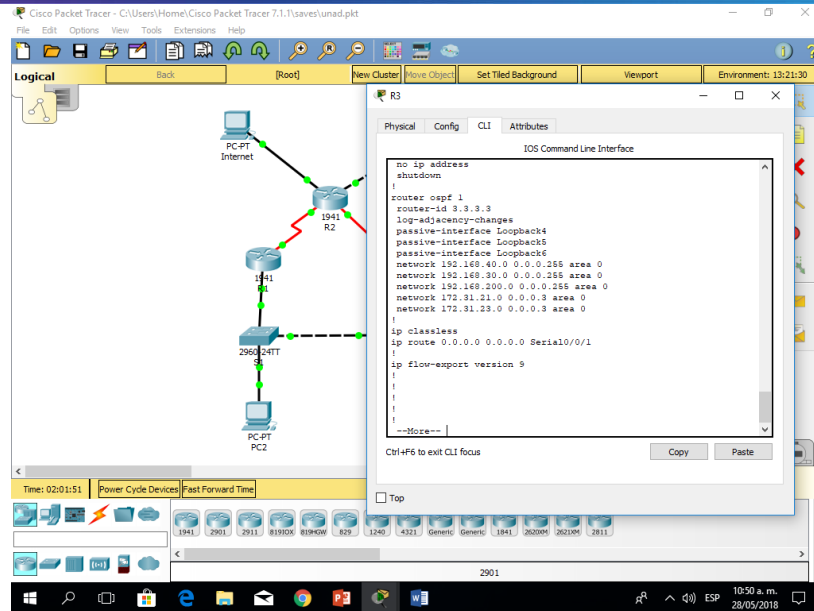 Cisco Packet Tracer - C:\Users\Home\Cisco Packet Tracer 7.1.1\saves\unad.pkt
File Edit Options View Tools Extensions Help
Logical Back [Root] New Cluster Move Object Set Tiled Background Viewport Environment: 13:21:30
R3
Physical Config CLI Attributes
IOS Command Line Interface
no ip address
shutdown
!
router ospf 1
router-id 3.3.3.3
log-adjacency-changes
passive-interface Loopback4
passive-interface Loopback5
passive-interface Loopback6
network 192.168.40.0 0.0.0.255 area 0
network 192.168.30.0 0.0.0.255 area 0
network 192.168.200.0 0.0.0.255 area 0
network 172.31.21.0 0.0.0.3 area 0
network 172.31.23.0 0.0.0.3 area 0
!
ip classless
ip route 0.0.0.0 0.0.0.0 Serial0/0/1
!
ip flow-export version 9
!
!
!
!
!
--More--
Ctrl+F6 to exit CLI focus
Copy Paste
Top
PC-PT
Internet
1941
R2
1941
2960-24TT
S1
PC-PT
PC2
Time: 02:01:51 Power Cycle Devices Fast Forward Time
1941 2901 2911 819IOX 819HGW 829 1240 4321 Generic Generic 1841 2620XM 2621XM 2811
2901
ESP
10:50 a. m.
28/05/2018